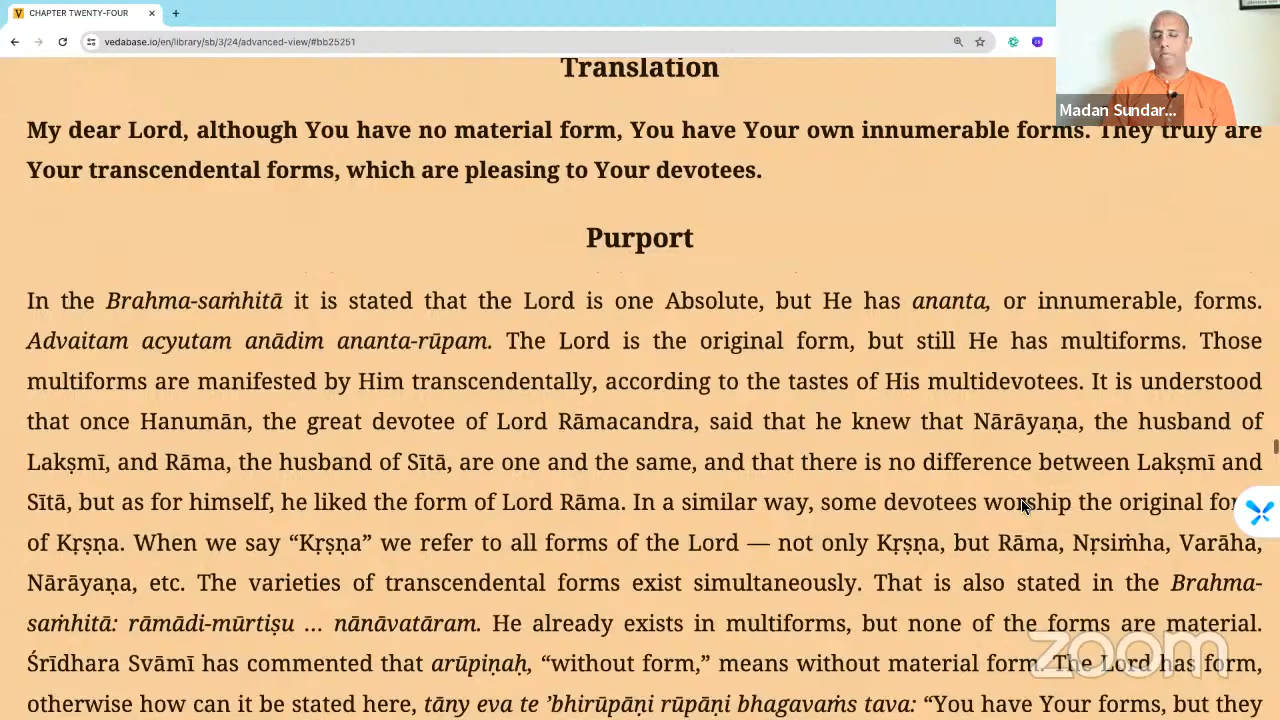 CHAPTER TWENTY-FOUR
vedabase.io/en/library/sb/3/24/advanced-view/#bb25251
Madan Sundar...
Translation
My dear Lord, although You have no material form, You have Your own innumerable forms. They truly are
Your transcendental forms, which are pleasing to Your devotees.
Purport
In the Brahma-saṁhitā it is stated that the Lord is one Absolute, but He has ananta, or innumerable, forms.
Advaitam acyutam anādim ananta-rūpam. The Lord is the original form, but still He has multiforms. Those
multiforms are manifested by Him transcendentally, according to the tastes of His multidevotees. It is understood
that once Hanumān, the great devotee of Lord Rāmacandra, said that he knew that Nārāyaṇa, the husband of
Lakṣmī, and Rāma, the husband of Sītā, are one and the same, and that there is no difference between Lakṣmī and
Sītā, but as for himself, he liked the form of Lord Rāma. In a similar way, some devotees worship the original for
of Kṛṣṇa. When we say “Kṛṣṇa” we refer to all forms of the Lord — not only Kṛṣṇa, but Rāma, Nṛsiṁha, Varāha,
Nārāyaṇa, etc. The varieties of transcendental forms exist simultaneously. That is also stated in the Brahma-
saṁhitā: rāmādi-mūrtiṣu ... nānāvatāram. He already exists in multiforms, but none of the forms are material.
Śrīdhara Svāmī has commented that arūpiṇaḥ, “without form,” means without material form. The Lord has form,
otherwise how can it be stated here, tāny eva te ’bhirūpāṇi rūpāṇi bhagavaṁs tava: “You have Your forms, but they
zoom